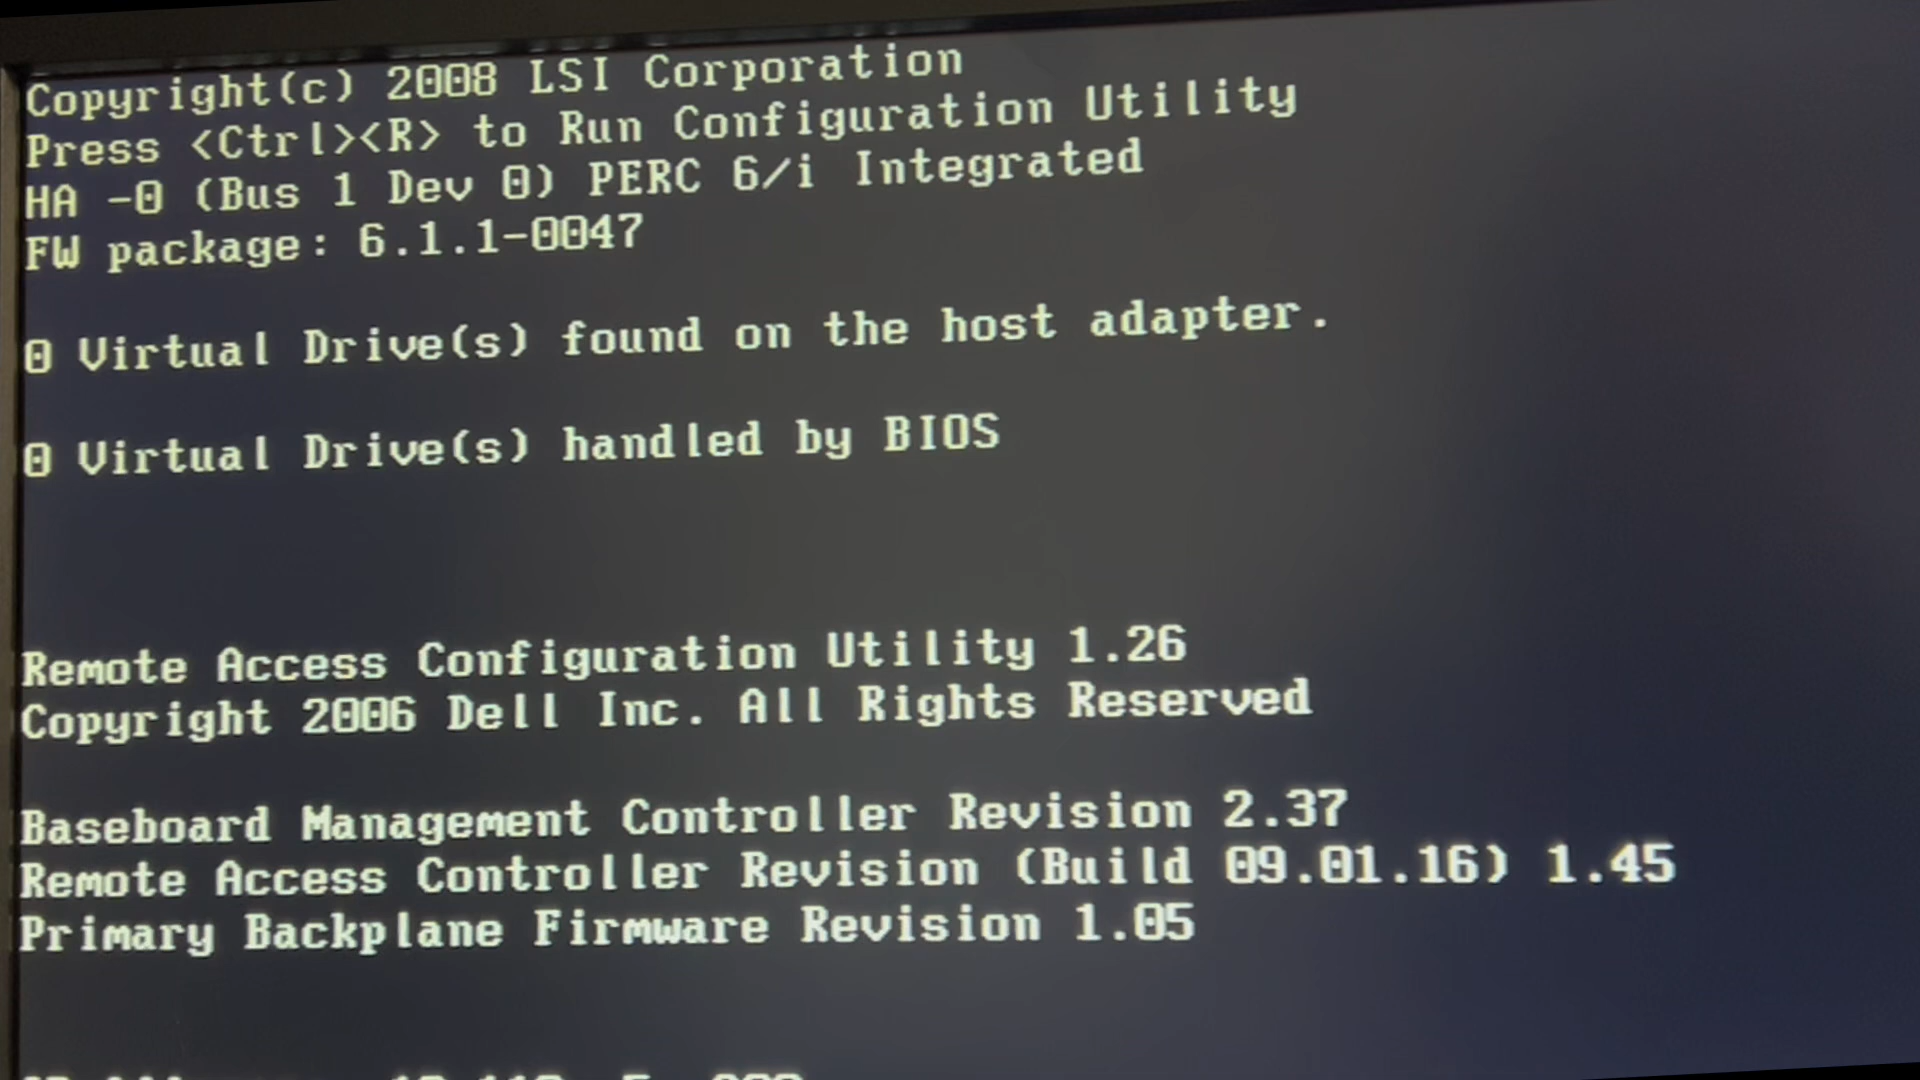 Copyright(c) 2008 LSI Corporation
Press <Ctrl><R> to Run Configuration Utility
HA -0 (Bus 1 Dev 0) PERC 6/i Integrated
FW package: 6.1.1-0047
0 Virtual Drive(s) found on the host adapter.
0 Virtual Drive(s) handled by BIOS
Remote Access Configuration Utility 1.26
Copyright 2006 Dell Inc. All Rights Reserved
Baseboard Management Controller Revision 2.37
Remote Access Controller Revision (Build 09.01.16) 1.45
Primary Backplane Firmware Revision 1.05